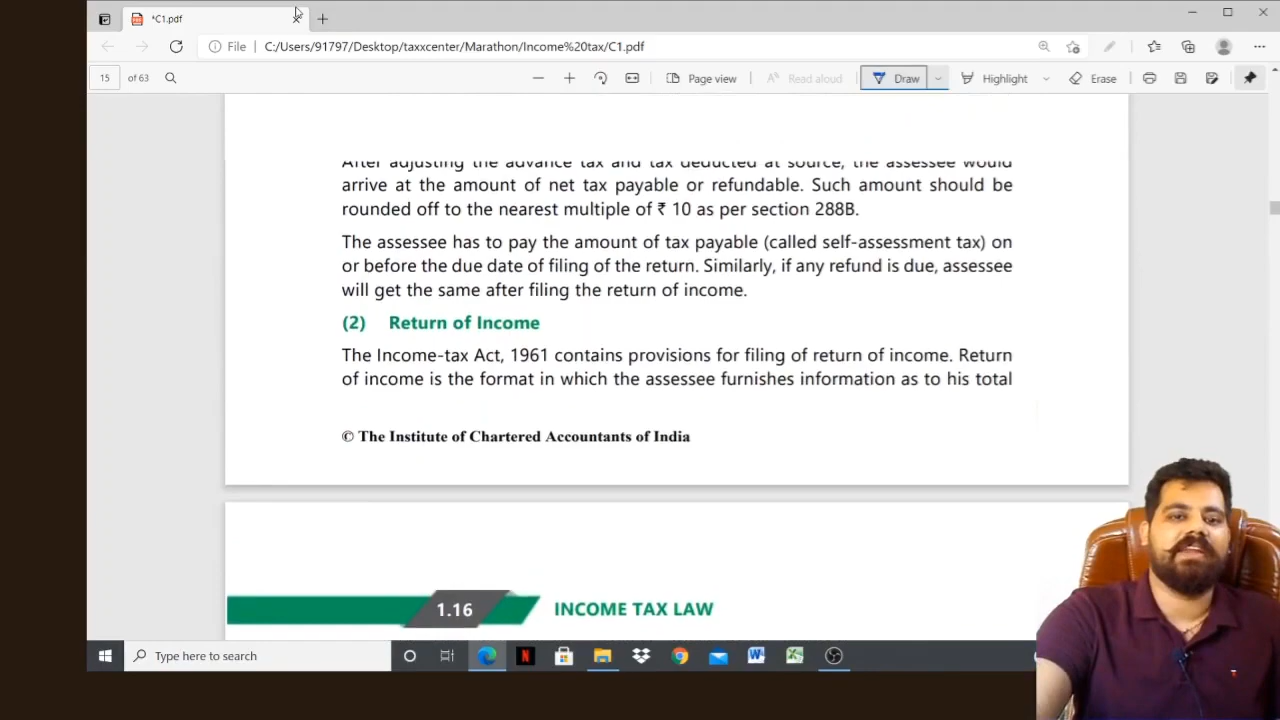 *C1.pdf
File
C:/Users/91797/Desktop/taxxcenter/Marathon/Income%20tax/C1.pdf
15 of 63
Page view
Read aloud
Draw
Highlight
Erase
After adjusting the advance tax and tax deducted at source, the assessee would
arrive at the amount of net tax payable or refundable. Such amount should be
rounded off to the nearest multiple of ₹ 10 as per section 288B.
The assessee has to pay the amount of tax payable (called self-assessment tax) on
or before the due date of filing of the return. Similarly, if any refund is due, assessee
will get the same after filing the return of income.
(2) Return of Income
The Income-tax Act, 1961 contains provisions for filing of return of income. Return
of income is the format in which the assessee furnishes information as to his total
© The Institute of Chartered Accountants of India
1.16 INCOME TAX LAW
Type here to search